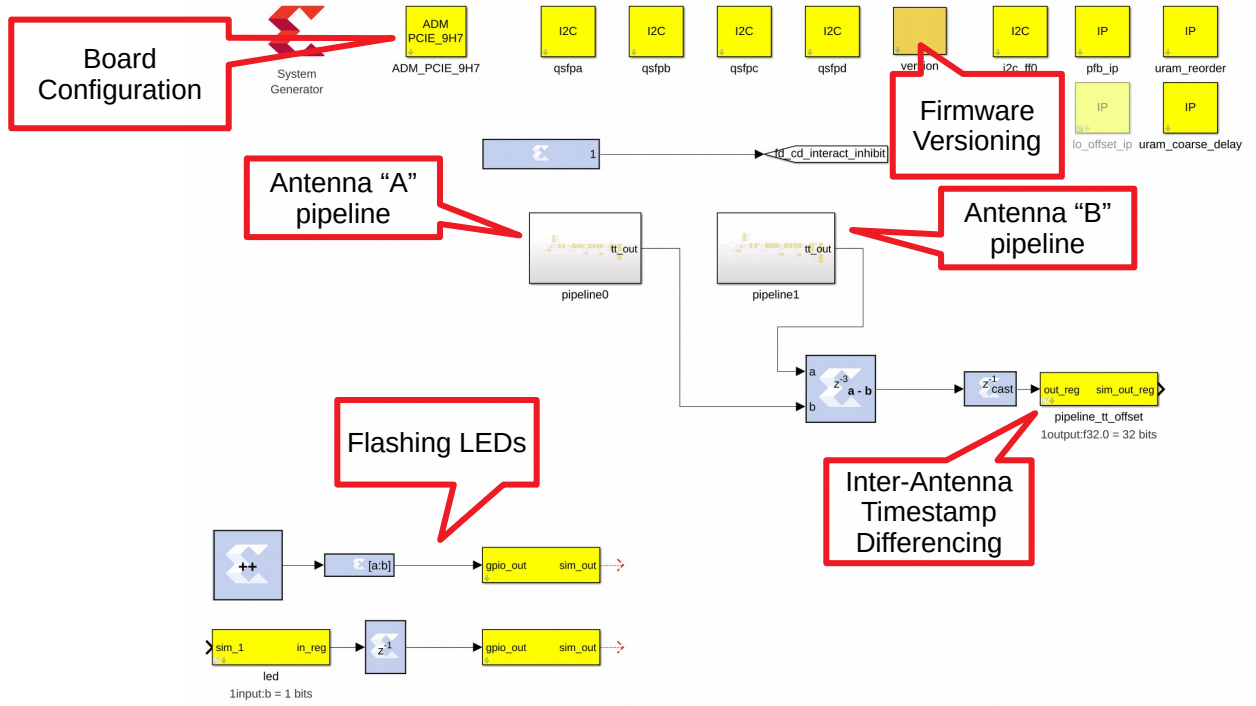 Board
Configuration
System
Generator
ADM
PCIE_9H7
ADM_PCIE_9H7
I2C
qsfpa
I2C
qsfpb
I2C
qsfpc
I2C
qsfpd
version
I2C
i2c_ff0
IP
pfb_ip
IP
uram_reorder
Firmware
Versioning
IP
lo_offset_ip
IP
uram_coarse_delay
1
fd_cd_interact_inhibit
Antenna “A”
pipeline
tt_out
pipeline0
tt_out
pipeline1
Antenna “B”
pipeline
a
b
z-3
a - b
z-1
cast
out_reg sim_out_reg
pipeline_tt_offset
1output:f32.0 = 32 bits
Flashing LEDs
Inter-Antenna
Timestamp
Differencing
++
[a:b]
gpio_out sim_out
sim_1 in_reg
led
1input:b = 1 bits
z-1
gpio_out sim_out